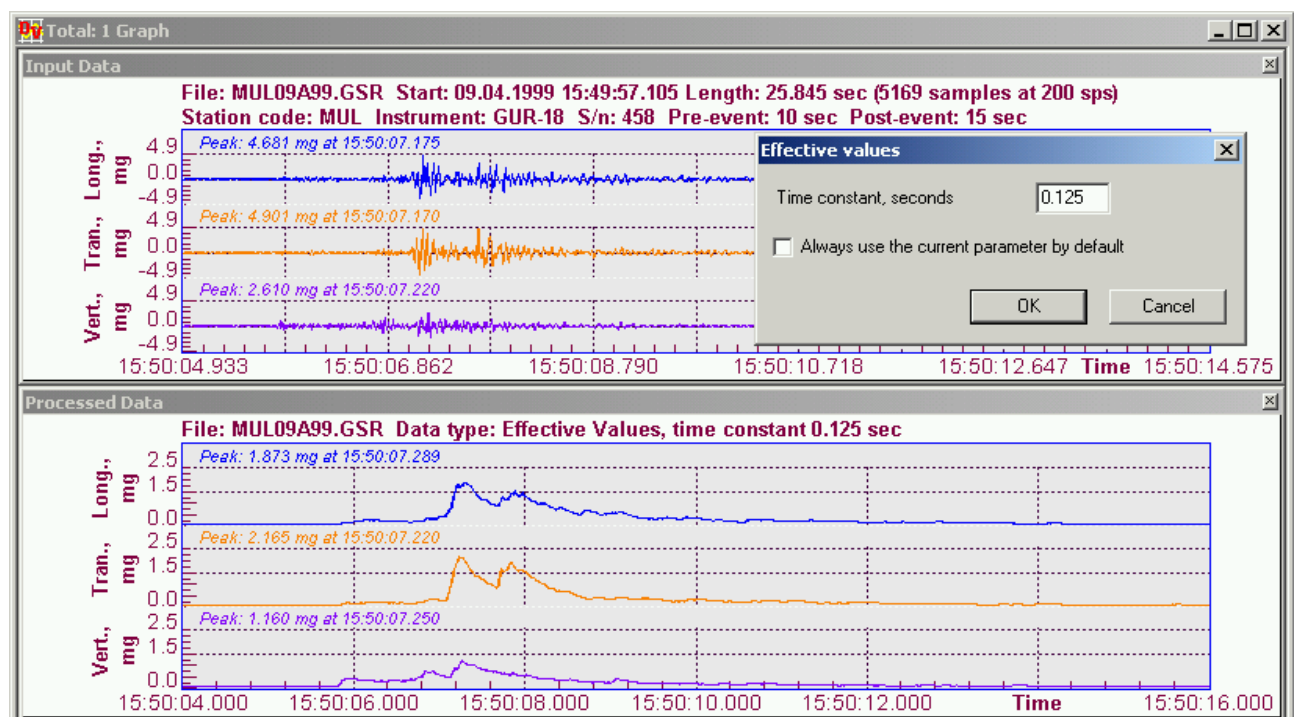 Total: 1 Graph
Input Data
File: MUL09A99.GSR Start: 09.04.1999 15:49:57.105 Length: 25.845 sec (5169 samples at 200 sps)
Station code: MUL Instrument: GUR-18 S/n: 458 Pre-event: 10 sec Post-event: 15 sec
Long., mg
4.9
0.0
-4.9
Peak: 4.681 mg at 15:50:07.175
Tran., mg
4.9
0.0
-4.9
Peak: 4.901 mg at 15:50:07.170
Vert., mg
4.9
0.0
-4.9
Peak: 2.610 mg at 15:50:07.220
15:50:04.933 15:50:06.862 15:50:08.790 15:50:10.718 15:50:12.647 Time 15:50:14.575
Effective values
Time constant, seconds 0.125
Always use the current parameter by default
OK Cancel
Processed Data
File: MUL09A99.GSR Data type: Effective Values, time constant 0.125 sec
Long., mg
2.5
1.5
0.0
Peak: 1.873 mg at 15:50:07.289
Tran., mg
2.5
1.5
0.0
Peak: 2.165 mg at 15:50:07.220
Vert., mg
2.5
1.5
0.0
Peak: 1.160 mg at 15:50:07.250
15:50:04.000 15:50:06.000 15:50:08.000 15:50:10.000 15:50:12.000 Time 15:50:16.000